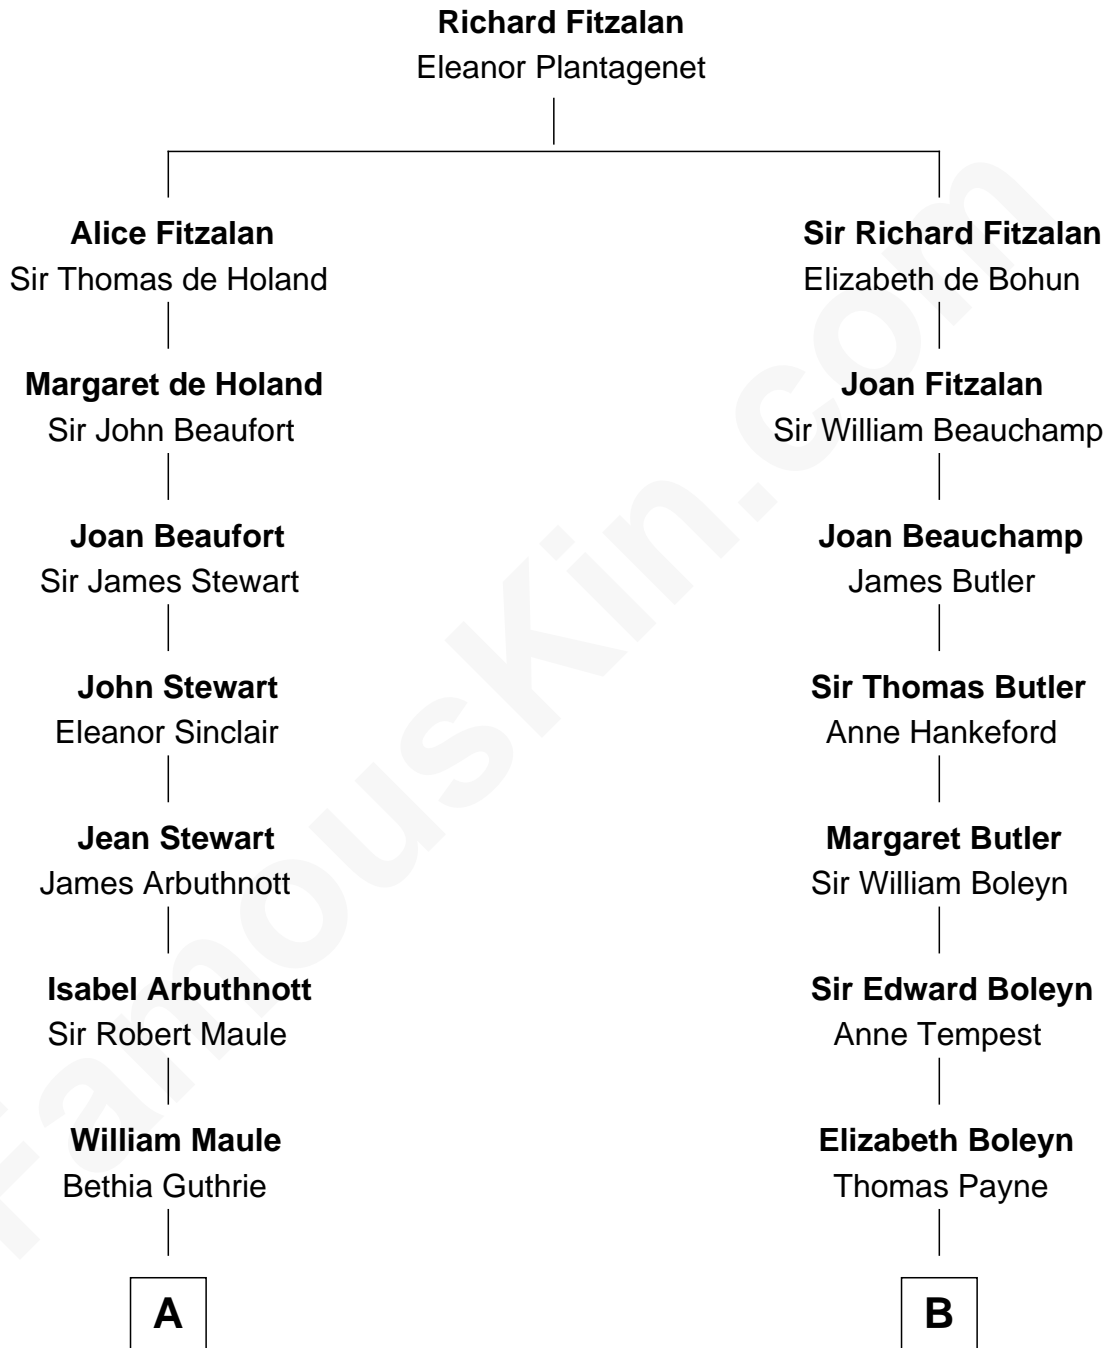 Richard Fitzalan
Eleanor Plantagenet
Alice Fitzalan
Sir Thomas de Holand
Margaret de Holand
Sir John Beaufort
Joan Beaufort
Sir James Stewart
John Stewart
Eleanor Sinclair
Jean Stewart
James Arbuthnott
Isabel Arbuthnott
Sir Robert Maule
William Maule
Bethia Guthrie
A
Sir Richard Fitzalan
Elizabeth de Bohun
Joan Fitzalan
Sir William Beauchamp
Joan Beauchamp
James Butler
Sir Thomas Butler
Anne Hankeford
Margaret Butler
Sir William Boleyn
Sir Edward Boleyn
Anne Tempest
Elizabeth Boleyn
Thomas Payne
B
FamousKin.com